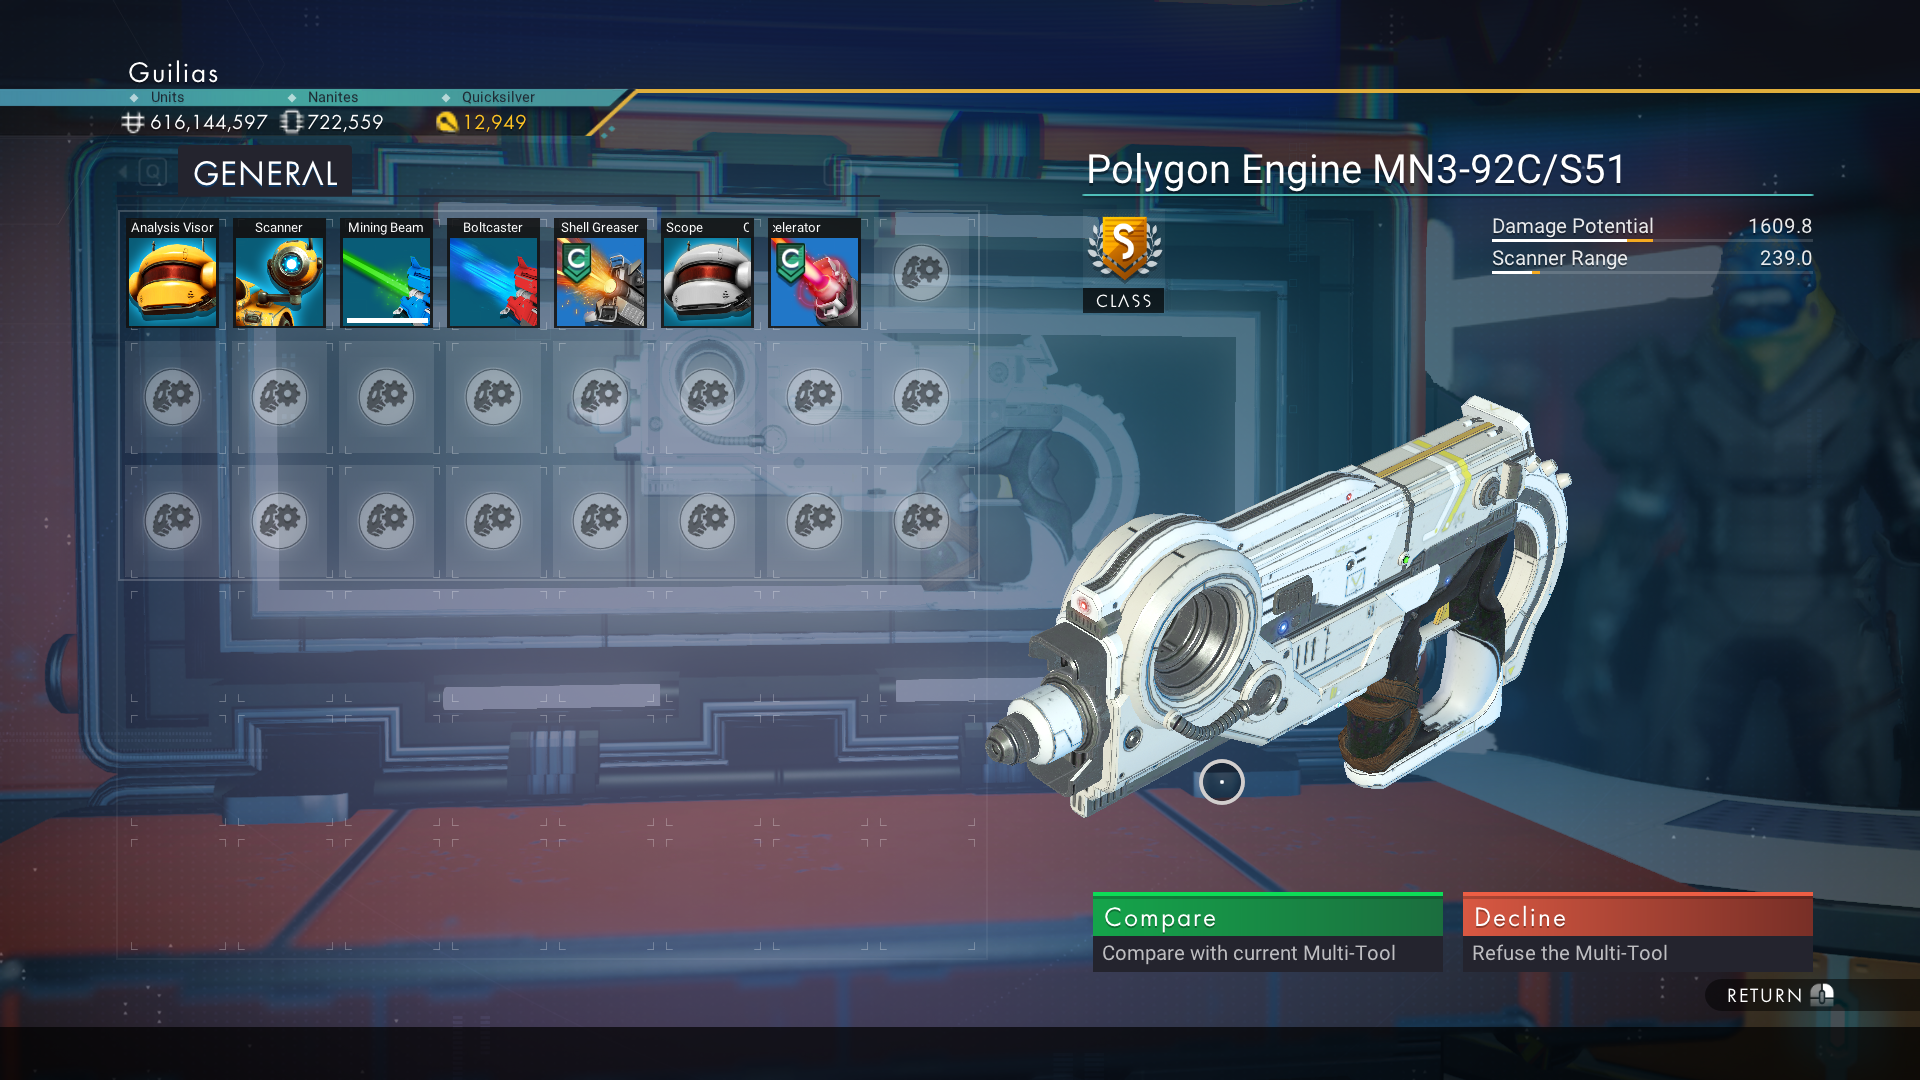 Guilias
Units Nanites Quicksilver
616,144,597 722,559 12,949
Q GENERAL E
Polygon Engine MN3-92C/S51
Analysis Visor Scanner Mining Beam Boltcaster Shell Greaser Scope C celerator
C C
S
CLASS
Damage Potential 1609.8
Scanner Range 239.0
Compare
Compare with current Multi-Tool
Decline
Refuse the Multi-Tool
RETURN